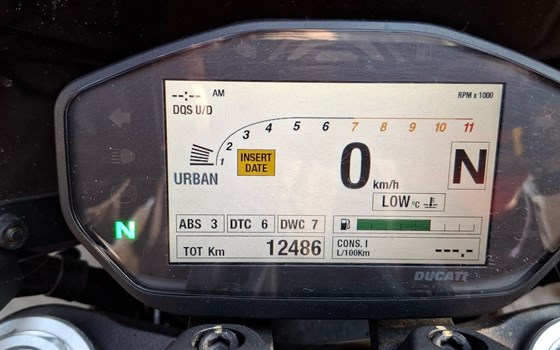 --:-- AM
RPM x 1000
DQS U/D
1 2 3 4 5 6 7 8 9 10 11
INSERT
DATE
URBAN
0 km/h
N
LOW °C
N
ABS 3 DTC 6 DWC 7
TOT Km 12486
CONS. I
L/100Km --.-
DUCATI